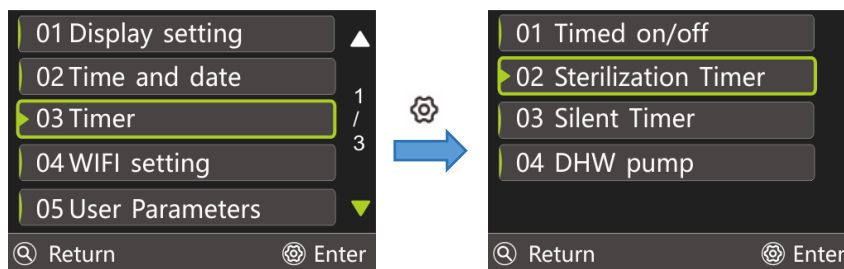 01 Display setting
02 Time and date
03 Timer
04 WIFI setting
05 User Parameters
1
/
3
Return
Enter
01 Timed on/off
02 Sterilization Timer
03 Silent Timer
04 DHW pump
Return
Enter